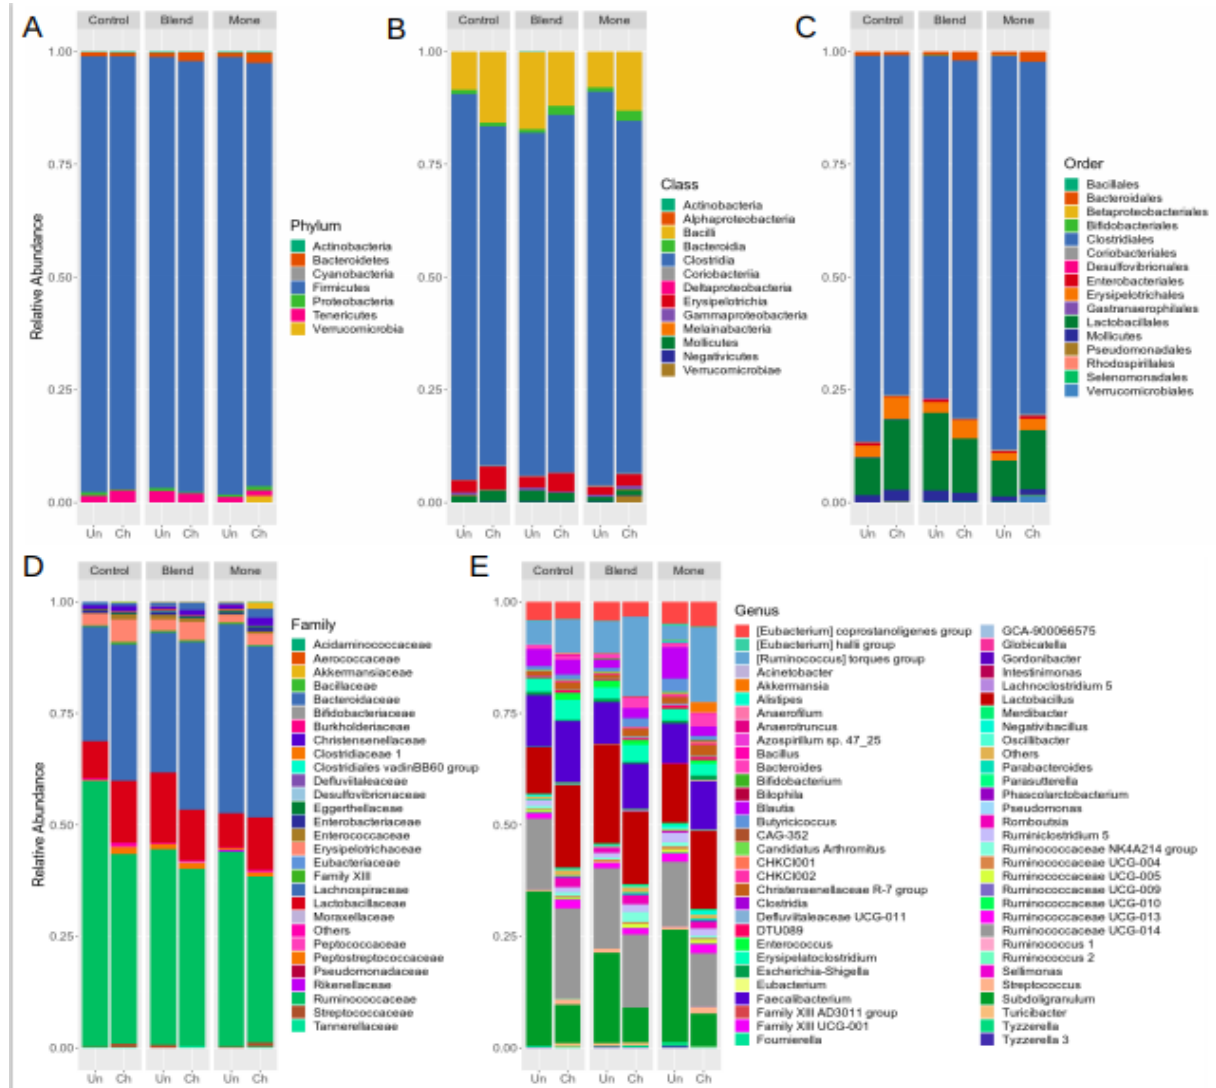 A
Control Blend Mone
1.00
0.75
0.50
0.25
0.00
Relative Abundance
Un Ch Un Ch Un Ch
Phylum
Actinobacteria
Bacteroidetes
Cyanobacteria
Firmicutes
Proteobacteria
Tenericutes
Verrucomicrobia
B
Control Blend Mone
1.00
0.75
0.50
0.25
0.00
Un Ch Un Ch Un Ch
Class
Actinobacteria
Alphaproteobacteria
Bacilli
Bacteroidia
Clostridia
Coriobacteriia
Deltaproteobacteria
Erysipelotrichia
Gammaproteobacteria
Melainabacteria
Mollicutes
Negativicutes
Verrucomicrobiae
C
Control Blend Mone
1.00
0.75
0.50
0.25
0.00
Un Ch Un Ch Un Ch
Order
Bacillales
Bacteroidales
Betaproteobacteriales
Bifidobacteriales
Clostridiales
Coriobacteriales
Desulfovibrionales
Enterobacteriales
Erysipelotrichales
Gastranaerophilales
Lactobacillales
Mollicutes
Pseudomonadales
Rhodospirillales
Selenomonadales
Verrucomicrobiales
D
Control Blend Mone
1.00
0.75
0.50
0.25
0.00
Relative Abundance
Un Ch Un Ch Un Ch
Family
Acidaminococcaceae
Aerococcaceae
Akkermansiaceae
Bacillaceae
Bacteroidaceae
Bifidobacteriaceae
Burkholderiaceae
Christensenellaceae
Clostridiaceae 1
Clostridiales vadinBB60 group
Defluviitaleaceae
Desulfovibrionaceae
Eggerthellaceae
Enterobacteriaceae
Enterococcaceae
Erysipelotrichaceae
Eubacteriaceae
Family XIII
Lachnospiraceae
Lactobacillaceae
Moraxellaceae
Others
Peptococcaceae
Peptostreptococcaceae
Pseudomonadaceae
Rikenellaceae
Ruminococcaceae
Streptococcaceae
Tannerellaceae
E
Control Blend Mone
1.00
0.75
0.50
0.25
0.00
Un Ch Un Ch Un Ch
Genus
[Eubacterium] coprostanoligenes group
[Eubacterium] hallii group
[Ruminococcus] torques group
Acinetobacter
Akkermansia
Alistipes
Anaerofilum
Anaerotruncus
Azospirillum sp. 47_25
Bacillus
Bacteroides
Bifidobacterium
Bilophila
Blautia
Butyricicoccus
CAG-352
Candidatus Arthromitus
CHKCI001
CHKCI002
Christensenellaceae R-7 group
Clostridia
Defluviitaleaceae UCG-011
DTU089
Enterococcus
Erysipelatoclostridium
Escherichia-Shigella
Eubacterium
Faecalibacterium
Family XIII AD3011 group
Family XIII UCG-001
Fournierella
GCA-900066575
Globicatella
Gordonibacter
Intestinimonas
Lachnoclostridium 5
Lactobacillus
Merdibacter
Negativibacillus
Oscillibacter
Others
Parabacteroides
Parasutterella
Phascolarctobacterium
Pseudomonas
Romboutsia
Ruminiclostridium 5
Ruminococcaceae NK4A214 group
Ruminococcaceae UCG-004
Ruminococcaceae UCG-005
Ruminococcaceae UCG-009
Ruminococcaceae UCG-010
Ruminococcaceae UCG-013
Ruminococcaceae UCG-014
Ruminococcus 1
Ruminococcus 2
Sellimonas
Streptococcus
Subdoligranulum
Turicibacter
Tyzzerella
Tyzzerella 3